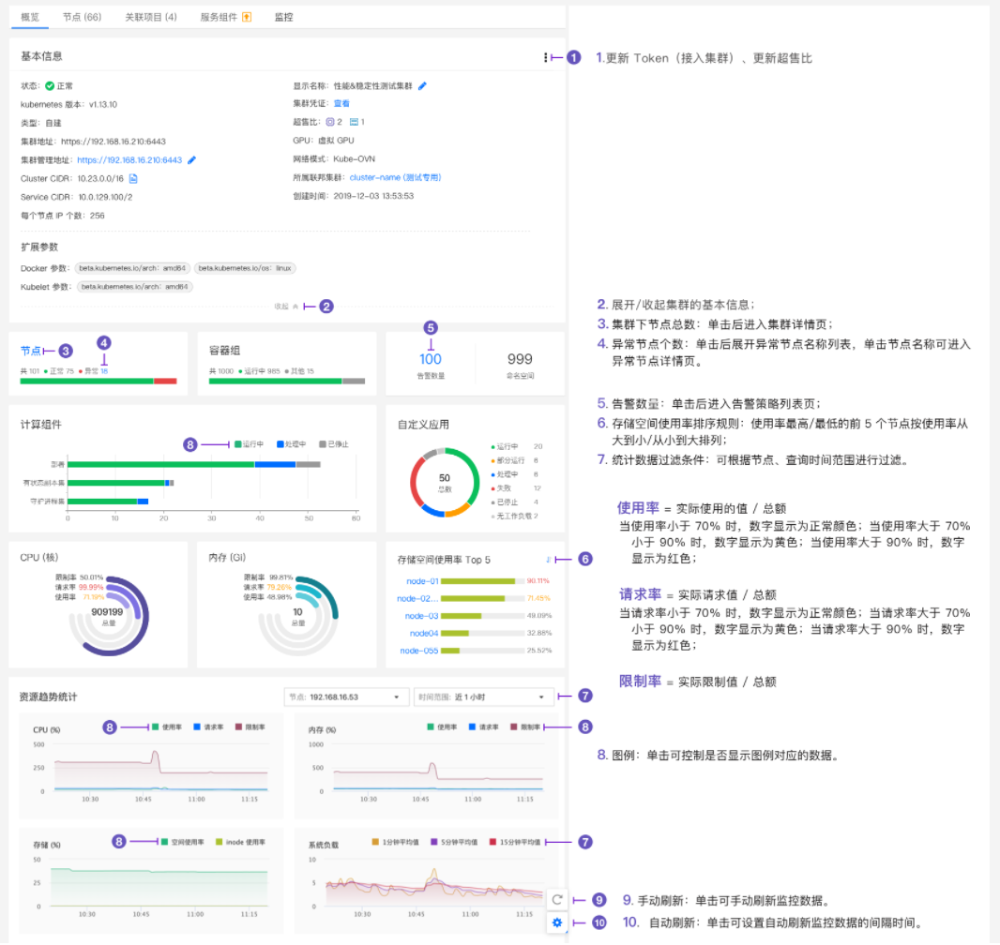 概览 节点 (66) 关联项目 (4) 服务组件 监控
基本信息
1
1.更新 Token（接入集群）、更新超售比
状态： 正常
显示名称： 性能&稳定性测试集群
kubernetes 版本： v1.13.10
集群凭证： 查看
类型： 自建
超售比： 2 1
集群地址： https://192.168.16.210:6443
GPU： 虚拟 GPU
集群管理地址： https://192.168.16.210:6443
网络模式： Kube-OVN
Cluster CIDR： 10.23.0.0/16
所属联邦集群： cluster-name (测试专用)
Service CIDR： 10.0.129.100/2
创建时间： 2019-12-03 13:53:53
每个节点 IP 个数： 256
扩展参数
Docker 参数： beta.kubernetes.io/arch： amd64 beta.kubernetes.io/os： linux
Kubelet 参数： beta.kubernetes.io/arch： amd64
收起 2
2. 展开/收起集群的基本信息；
3. 集群下节点总数：单击后进入集群详情页；
4. 异常节点个数：单击后展开异常节点名称列表，单击节点名称可进入
异常节点详情页。
节点 3 4
共 101 正常 75 异常 18
容器组
共 1000 运行中 985 其他 15
5
100
告警数量
999
命名空间
5. 告警数量：单击后进入告警策略列表页；
6. 存储空间使用率排序规则：使用率最高/最低的前 5 个节点按使用率从
大到小/从小到大排列；
7. 统计数据过滤条件：可根据节点、查询时间范围进行过滤。
计算组件
8 运行中 处理中 已停止
部署
有状态副本集
守护进程集
0 10 20 30 40 50 60
自定义应用
50
总数
运行中 20
部分运行 6
处理中 6
失败 12
已停止 4
无工作负载 2
使用率 = 实际使用的值 / 总额
当使用率小于 70% 时，数字显示为正常颜色；当使用率大于 70%
小于 90% 时，数字显示为黄色；当使用率大于 90% 时，数字
显示为红色；
CPU (核)
限制率 50.01%
请求率 99.99%
使用率 71.19%
909199
总量
内存 (Gi)
限制率 99.81%
请求率 79.26%
使用率 48.98%
10
总量
存储空间使用率 Top 5 6
node-01 90.11%
node-02... 71.45%
node-03 49.09%
node04 32.88%
node-055 25.52%
请求率 = 实际请求值 / 总额
当请求率小于 70% 时，数字显示为正常颜色；当请求率大于 70%
小于 90% 时，数字显示为黄色；当请求率大于 90% 时，数字
显示为红色；
限制率 = 实际限制值 / 总额
资源趋势统计
节点: 192.168.16.53 时间范围: 近 1 小时 7
CPU (%) 8 使用率 请求率 限制率
500
250
0
10:30 10:45 11:00 11:15
内存 (%) 使用率 请求率 限制率 8
1000
500
0
10:30 10:45 11:00 11:15
8. 图例：单击可控制是否显示图例对应的数据。
存储 (%) 8 空间使用率 inode 使用率
50
25
0
10:30 10:45 11:00 11:15
系统负载 1分钟平均值 5分钟平均值 15分钟平均值 7
10
5
0
10:30 10:45 11:00 11:15
9
9. 手动刷新：单击可手动刷新监控数据。
10
10. 自动刷新：单击可设置自动刷新监控数据的间隔时间。